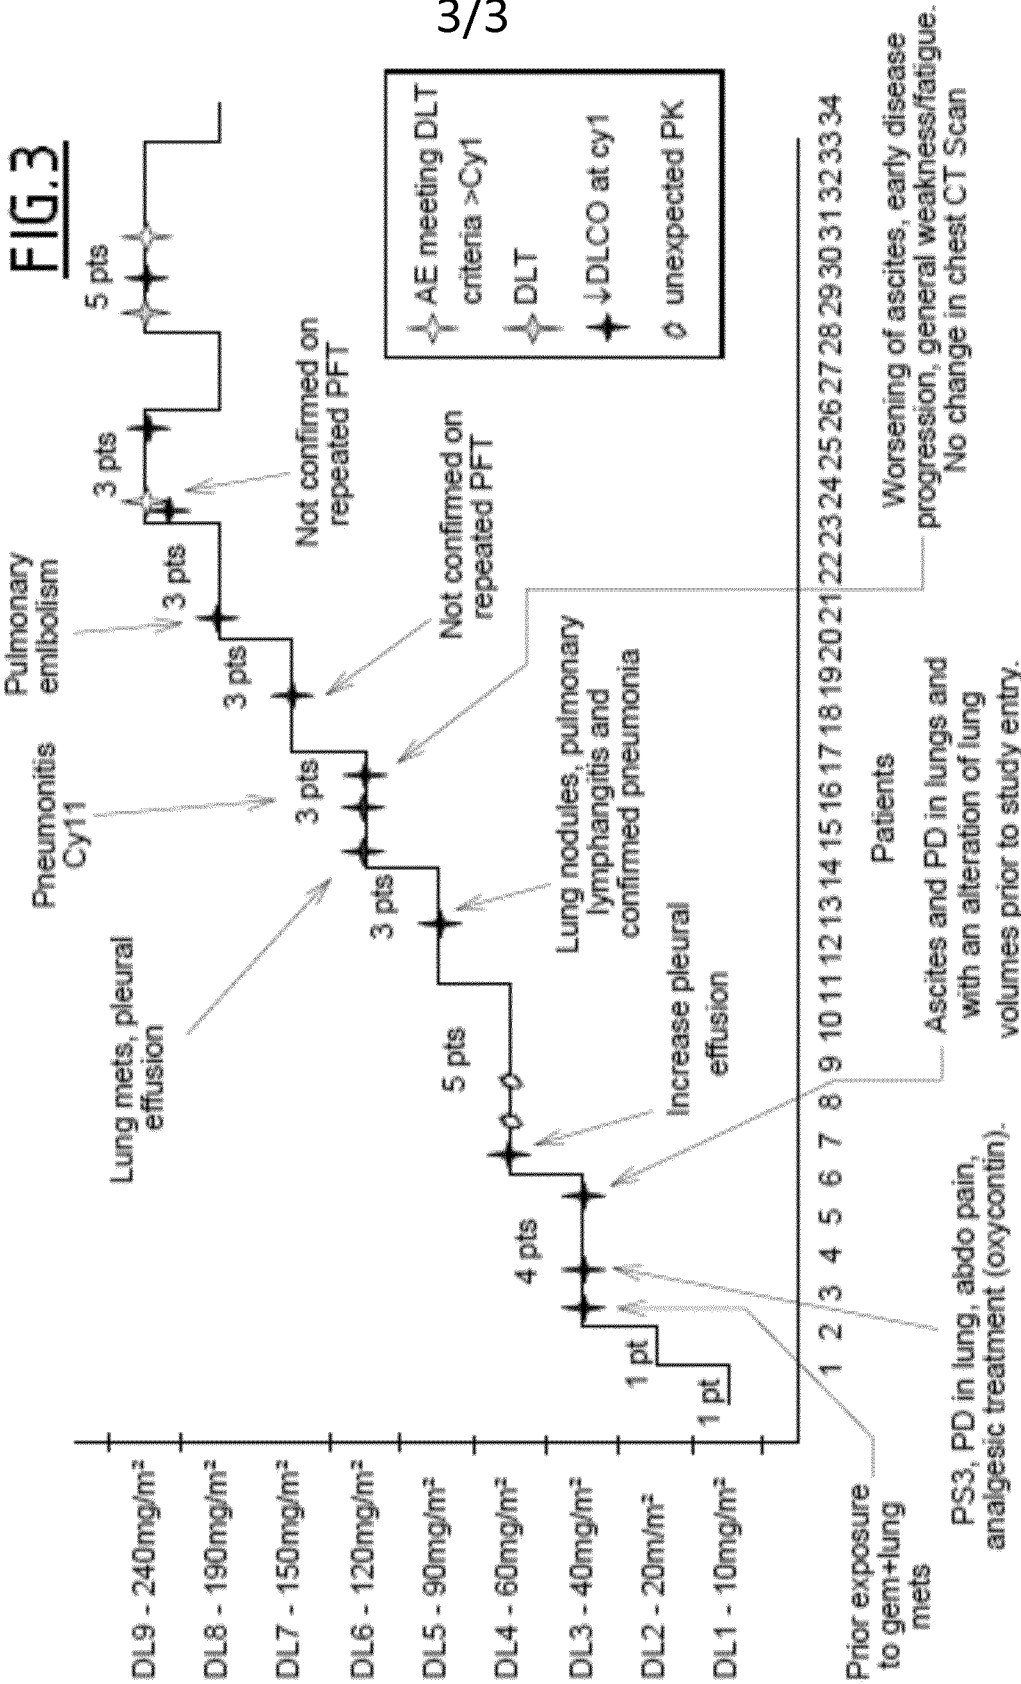 3/3
FIG.3
Pulmonary
emlbolism
Pneumonitis
Cy11
Lung mets, pleural
effusion
5 pts
3 pts
3 pts
3 pts
3 pts
3 pts
5 pts
4 pts
1 pt
1 pt
Not confirmed on
repeated PFT
Not confirmed on
repeated PFT
Lung nodules, pulmonary
lymphangitis and
confirmed pneumonia
Increase pleural
effusion
AE meeting DLT
criteria >Cy1
DLT
↓DLCO at cy1
unexpected PK
DL9 - 240mg/m²
DL8 - 190mg/m²
DL7 - 150mg/m²
DL6 - 120mg/m²
DL5 - 90mg/m²
DL4 - 60mg/m²
DL3 - 40mg/m²
DL2 - 20m/m²
DL1 - 10mg/m²
1 2 3 4 5 6 7 8 9 10 11 12 13 14 15 16 17 18 19 20 21 22 23 24 25 26 27 28 29 30 31 32 33 34
Patients
Prior exposure
to gem+lung
mets
PS3, PD in lung, abdo pain,
analgesic treatment (oxycontin).
Ascites and PD in lungs and
with an alteration of lung
volumes prior to study entry.
Worsening of ascites, early disease
progression, general weakness/fatigue.
No change in chest CT Scan